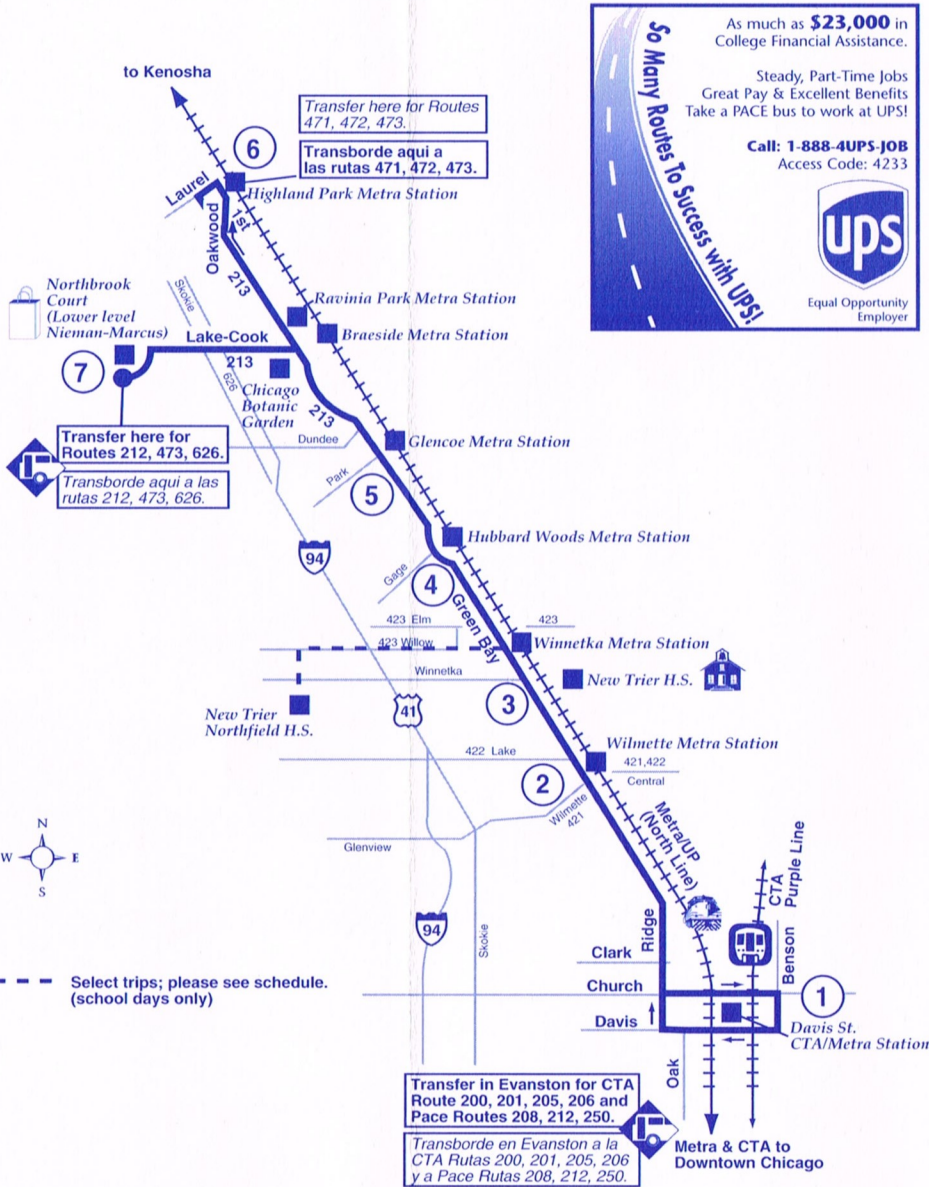 As much as $23,000 in
College Financial Assistance.
Steady, Part-Time Jobs
Great Pay & Excellent Benefits
Take a PACE bus to work at UPS!
Call: 1-888-4UPS-JOB
Access Code: 4233
So Many Routes To Success with UPS!
ups
Equal Opportunity
Employer
to Kenosha
Transfer here for Routes
471, 472, 473.
6
Transborde aqui a
las rutas 471, 472, 473.
Laurel
Highland Park Metra Station
Oakwood
1st
213
Skokie
Northbrook
Court
(Lower level
Nieman-Marcus)
Ravinia Park Metra Station
Braeside Metra Station
Lake-Cook
213
626
7
Chicago
Botanic
Garden
213
Transfer here for
Routes 212, 473, 626.
Transborde aqui a las
rutas 212, 473, 626.
Dundee
Glencoe Metra Station
Park
5
94
Hubbard Woods Metra Station
Gage
4
Green Bay
423 Elm
423
423 Willow
Winnetka Metra Station
Winnetka
New Trier H.S.
3
New Trier
Northfield H.S.
41
Wilmette Metra Station
422 Lake
421,422
Central
2
Wilmette
421
Glenview
Metra/UP
(North Line)
CTA
Purple Line
N
W
E
S
94
Skokie
Ridge
Benson
Clark
Church
1
Davis
Davis St.
CTA/Metra Station
Select trips; please see schedule.
(school days only)
Oak
Transfer in Evanston for CTA
Route 200, 201, 205, 206 and
Pace Routes 208, 212, 250.
Transborde en Evanston a la
CTA Rutas 200, 201, 205, 206
y a Pace Rutas 208, 212, 250.
Metra & CTA to
Downtown Chicago